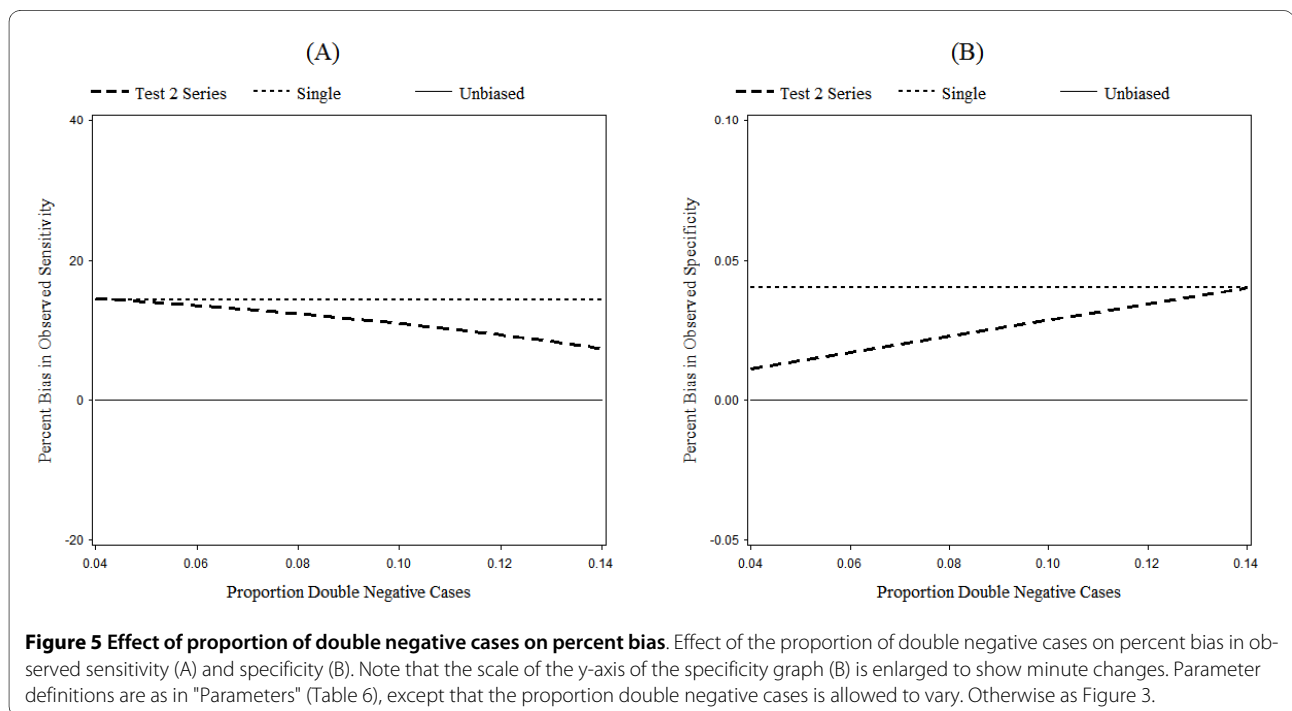 (A)
Test 2 Series Single Unbiased
40
20
0
-20
Percent Bias in Observed Sensitivity
0.04 0.06 0.08 0.10 0.12 0.14
Proportion Double Negative Cases
(B)
Test 2 Series Single Unbiased
0.10
0.05
0.00
-0.05
Percent Bias in Observed Specificity
0.04 0.06 0.08 0.10 0.12 0.14
Proportion Double Negative Cases
Figure 5 Effect of proportion of double negative cases on percent bias. Effect of the proportion of double negative cases on percent bias in ob-
served sensitivity (A) and specificity (B). Note that the scale of the y-axis of the specificity graph (B) is enlarged to show minute changes. Parameter
definitions are as in "Parameters" (Table 6), except that the proportion double negative cases is allowed to vary. Otherwise as Figure 3.